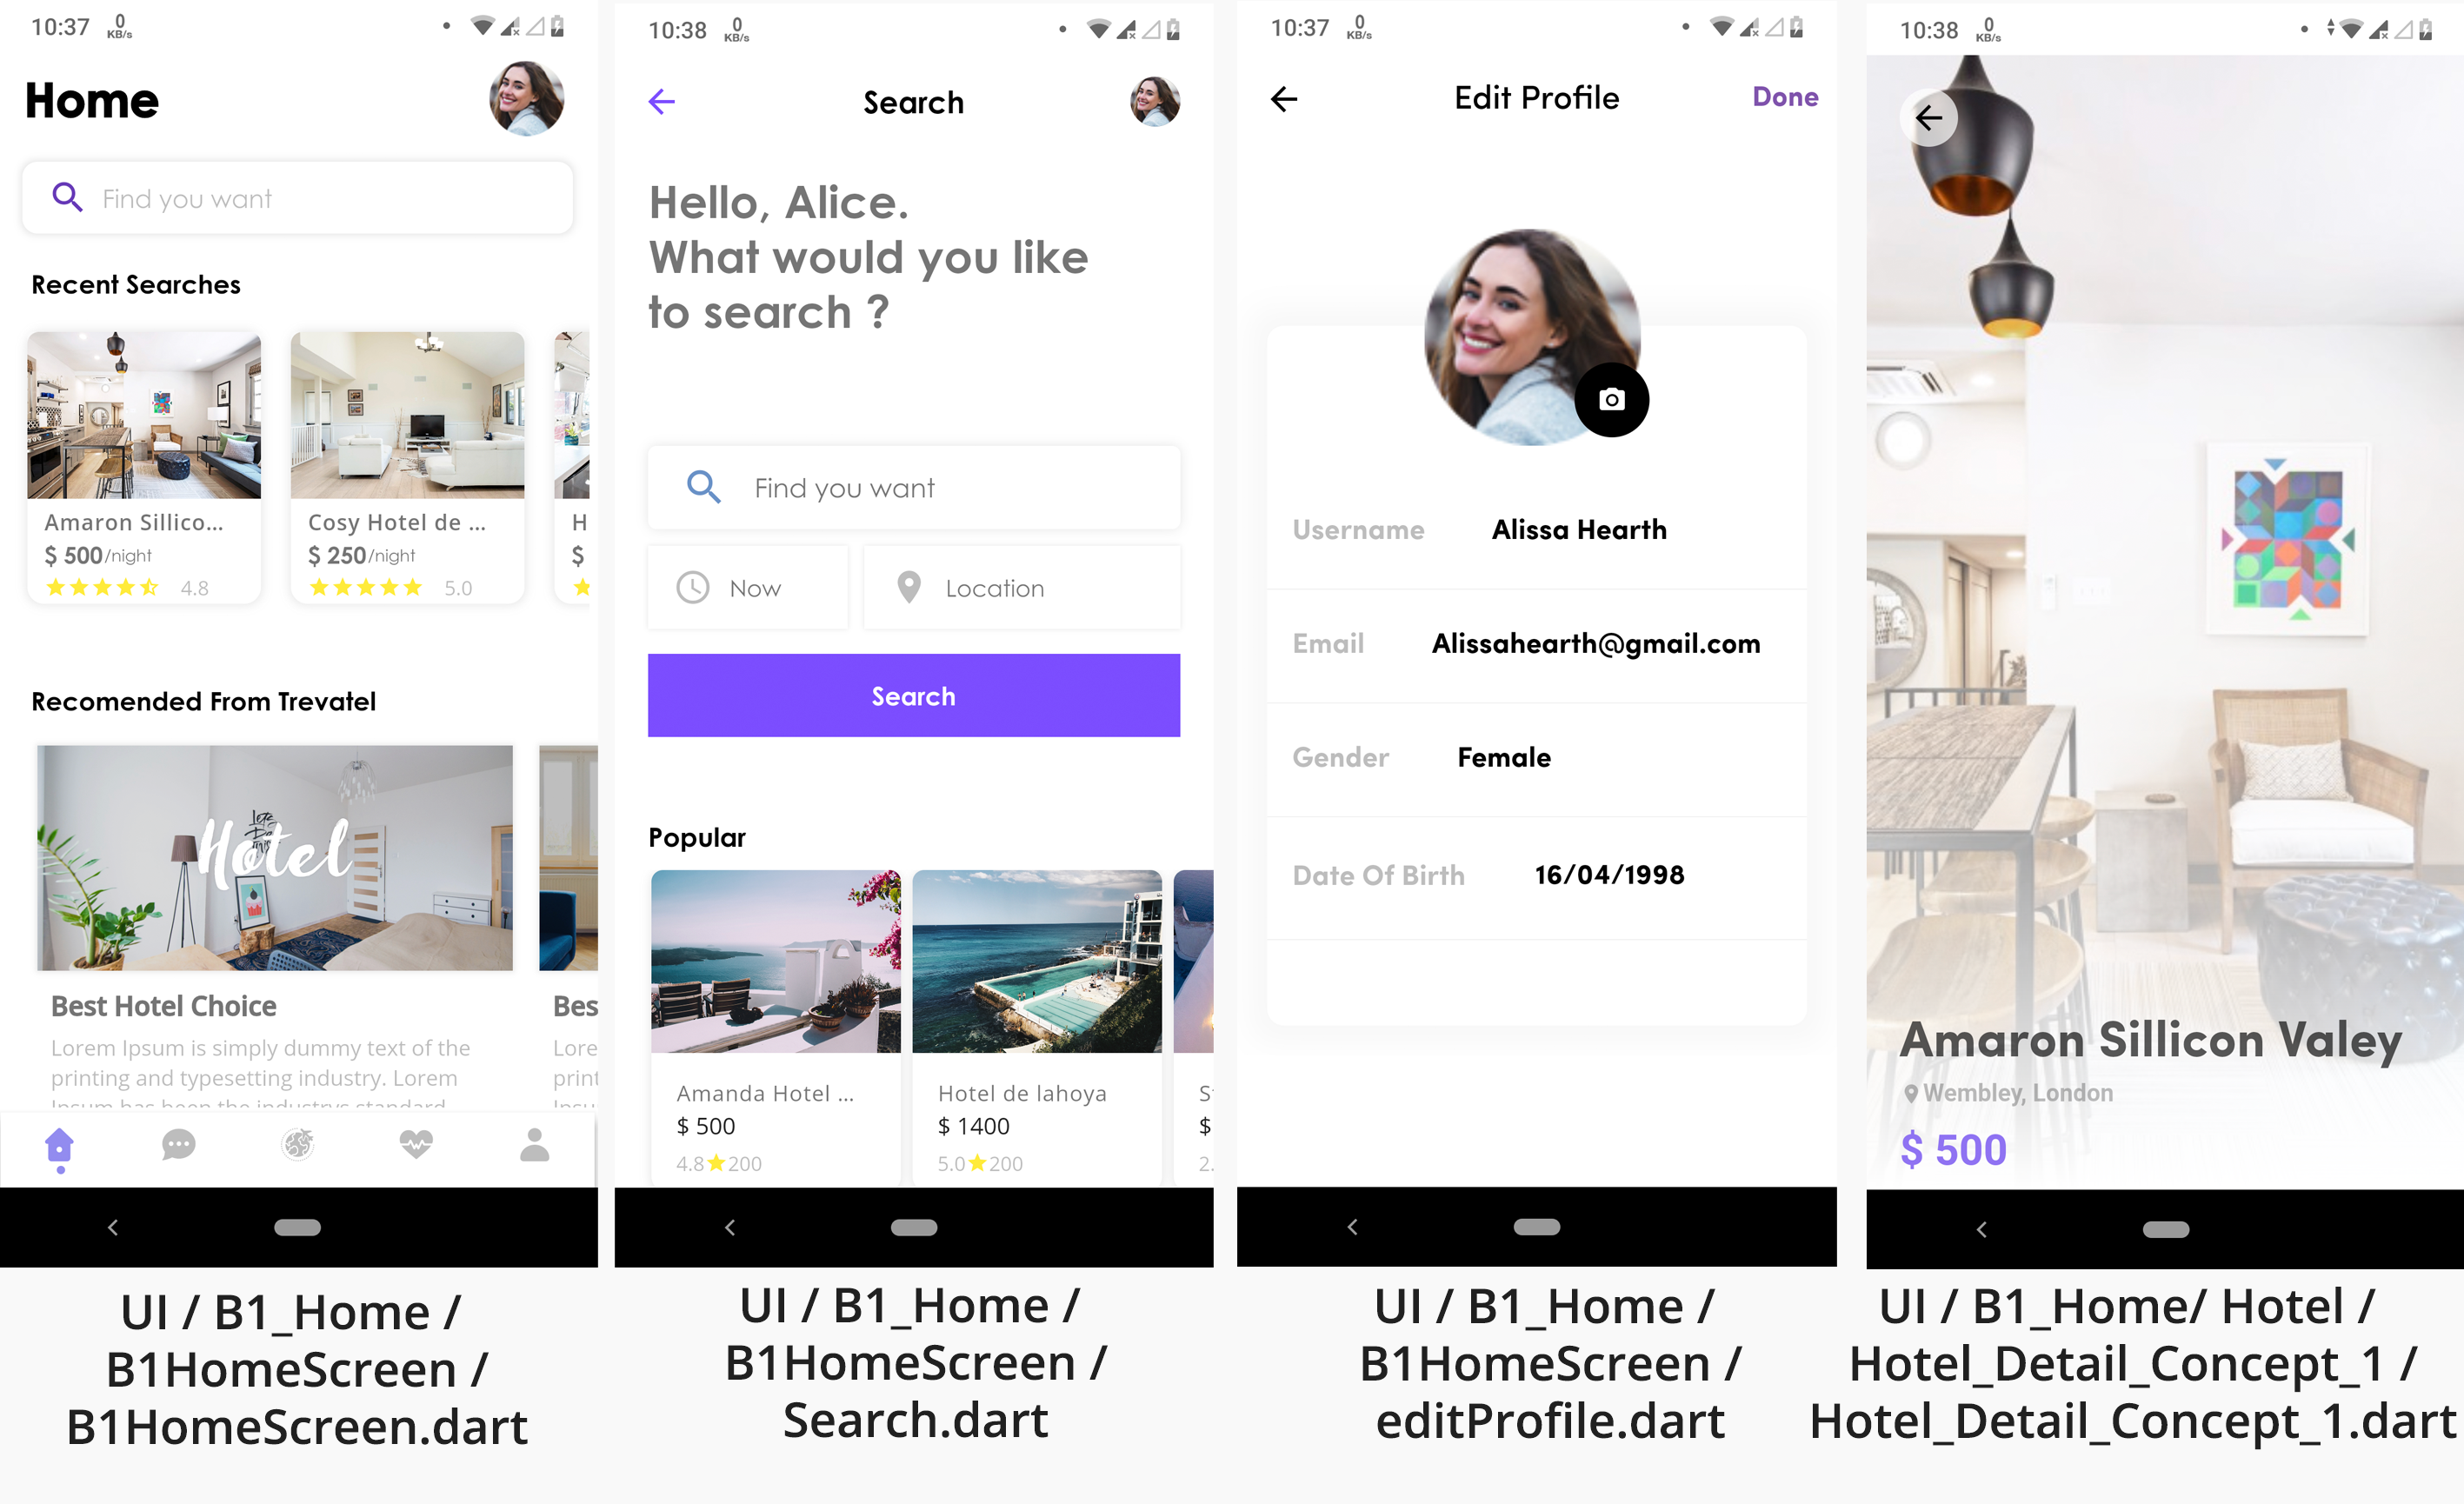 10:37 0 KB/s
Home
Find you want
Recent Searches
Amaron Sillico...
$ 500/night
4.8
Cosy Hotel de ...
$ 250/night
5.0
H
$
Recomended From Trevatel
Hotel
Best Hotel Choice
Lorem Ipsum is simply dummy text of the
printing and typesetting industry. Lorem
Ipsum has been the industrys standard
Bes
Lore
print
Ipsu
UI / B1_Home /
B1HomeScreen /
B1HomeScreen.dart
10:38 0 KB/s
Search
Hello, Alice.
What would you like
to search ?
Find you want
Now
Location
Search
Popular
Amanda Hotel ...
$ 500
4.8 200
Hotel de lahoya
$ 1400
5.0 200
S
$
2.
UI / B1_Home /
B1HomeScreen /
Search.dart
10:37 0 KB/s
Edit Profile
Done
Username Alissa Hearth
Email Alissahearth@gmail.com
Gender Female
Date Of Birth 16/04/1998
UI / B1_Home /
B1HomeScreen /
editProfile.dart
10:38 0 KB/s
Amaron Sillicon Valey
Wembley, London
$ 500
UI / B1_Home/ Hotel /
Hotel_Detail_Concept_1 /
Hotel_Detail_Concept_1.dart